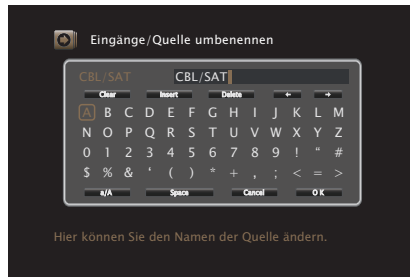 Eingänge/Quelle umbenennen
CBL/SAT CBL/SAT
Clear Insert Delete ← →
A B C D E F G H I J K L M
N O P Q R S T U V W X Y Z
0 1 2 3 4 5 6 7 8 9 ! “ #
$ % & ‘ ( ) * + , ; < = >
a/A Space Cancel OK
Hier können Sie den Namen der Quelle ändern.